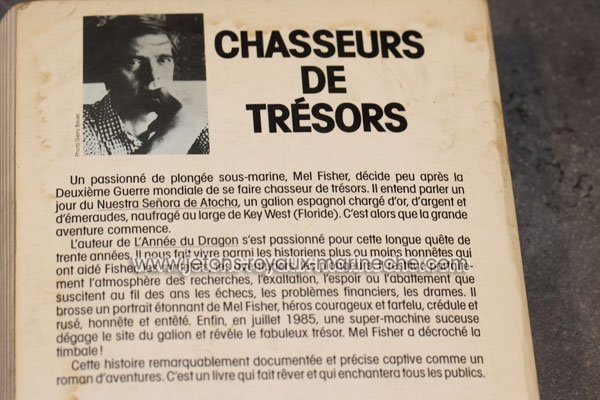 CHASSEURS
DE
TRÉSORS
Un passionné de plongée sous-marine, Mel Fisher, décide peu après la
Deuxième Guerre mondiale de se faire chasseur de trésors. Il entend parler un
jour du Nuestra Señora de Atocha, un galion espagnol chargé d'or, d'argent et
d'émeraudes, naufragé au large de Key West (Floride). C'est alors que la grande
aventure commence.
L'auteur de L'Année du Dragon s'est passionné pour cette longue quête de
trente années. Il nous fait vivre parmi les historiens plus ou moins honnêtes qui
ont aidé Fisher,
www.jetons-royaux-marineche.com
ment l'atmosphère des recherches, l'exaltation, l'espoir ou l'abattement que
suscitent au fil des ans les échecs, les problèmes financiers, les drames. Il
brosse un portrait étonnant de Mel Fisher, héros courageux et farfelu, crédule et
rusé, honnête et entêté. Enfin, en juillet 1985, une super-machine suceuse
dégage le site du galion et révèle le fabuleux trésor. Mel Fisher a décroché la
timbale !
Cette histoire remarquablement documentée et précise captive comme un
roman d'aventures. C'est un livre qui fait rêver et qui enchantera tous les publics.